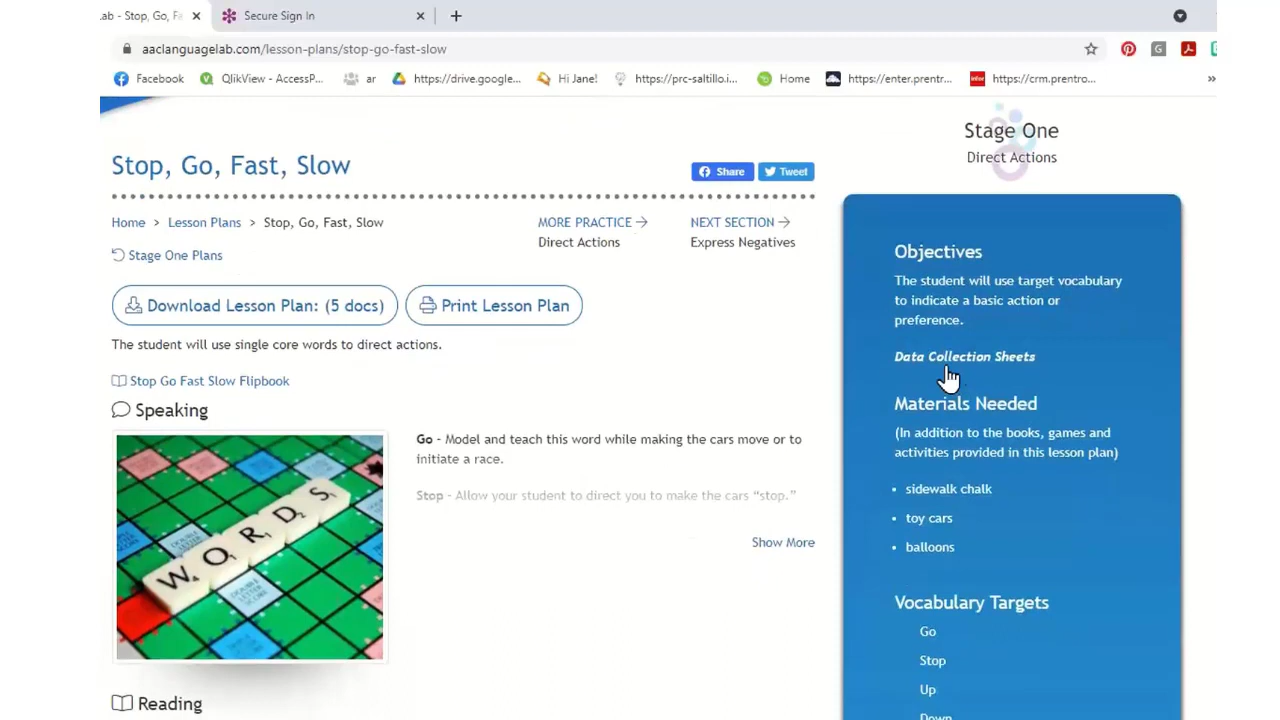 .ab - Stop, Go, Fa
Secure Sign In
aaclanguagelab.com/lesson-plans/stop-go-fast-slow
Facebook
QlikView - AccessP...
ar
https://drive.google...
Hi Jane!
https://prc-saltillo.i...
Home
https://enter.prentr...
https://crm.prentro...
Stage One
Direct Actions
Stop, Go, Fast, Slow
Share
Tweet
Home > Lesson Plans > Stop, Go, Fast, Slow
MORE PRACTICE
Direct Actions
NEXT SECTION
Express Negatives
Stage One Plans
Download Lesson Plan: (5 docs)
Print Lesson Plan
The student will use single core words to direct actions.
Stop Go Fast Slow Flipbook
Speaking
WORDS
DOUBLE LETTER SCORE
Go - Model and teach this word while making the cars move or to
initiate a race.
Stop - Allow your student to direct you to make the cars “stop.”
Show More
Reading
Objectives
The student will use target vocabulary
to indicate a basic action or
preference.
Data Collection Sheets
Materials Needed
(In addition to the books, games and
activities provided in this lesson plan)
sidewalk chalk
toy cars
balloons
Vocabulary Targets
Go
Stop
Up
Down